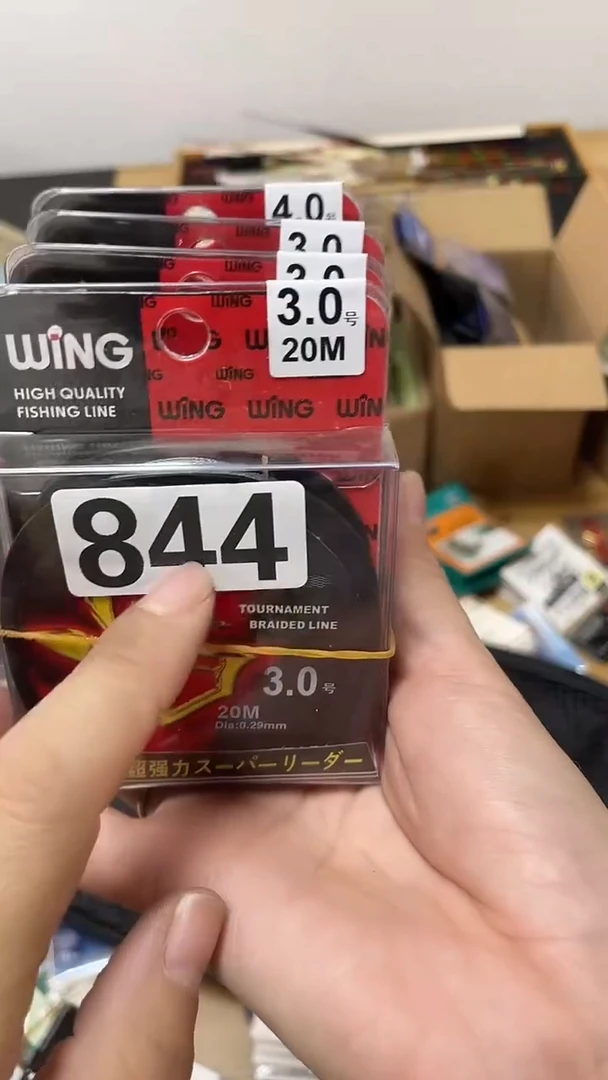 4.0号
3.0
3.0
3.0号
20M
WiNG
HIGH QUALITY
FISHING LINE
WiNG
WiNG
WiNG WiNG WiN
844
TOURNAMENT
BRAIDED LINE
3.0号
20M
Dia:0.29mm
超強力スーパーリーダー